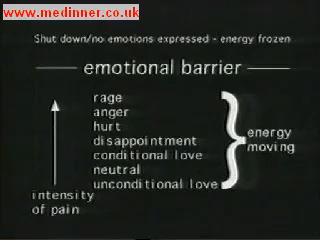 www.medinner.co.uk
Shut down/no emotions expressed - energy frozen
emotional barrier
rage
anger
hurt
disappointment
conditional love
neutral
unconditional love
energy
moving
intensity
of pain